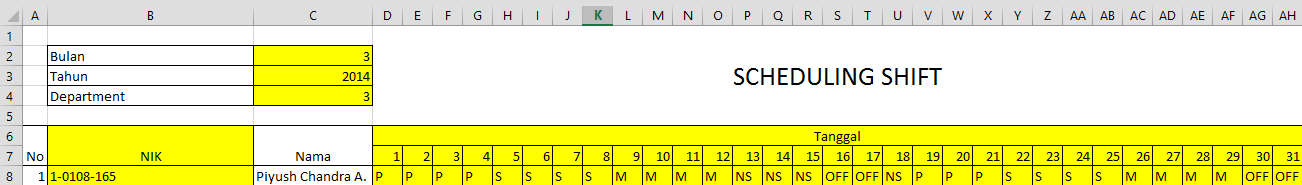 A B C D E F G H I J K L M N O P Q R S T U V W X Y Z AA AB AC AD AE AF AG AH
1
2 Bulan 3
3 Tahun 2014 SCHEDULING SHIFT
4 Department 3
5
6 Tanggal
7 No NIK Nama 1 2 3 4 5 6 7 8 9 10 11 12 13 14 15 16 17 18 19 20 21 22 23 24 25 26 27 28 29 30 31
8 1 1-0108-165 Piyush Chandra A. P P P P S S S S M M M M NS NS NS OFF OFF NS P P P S S S S M M M M OFF OFF